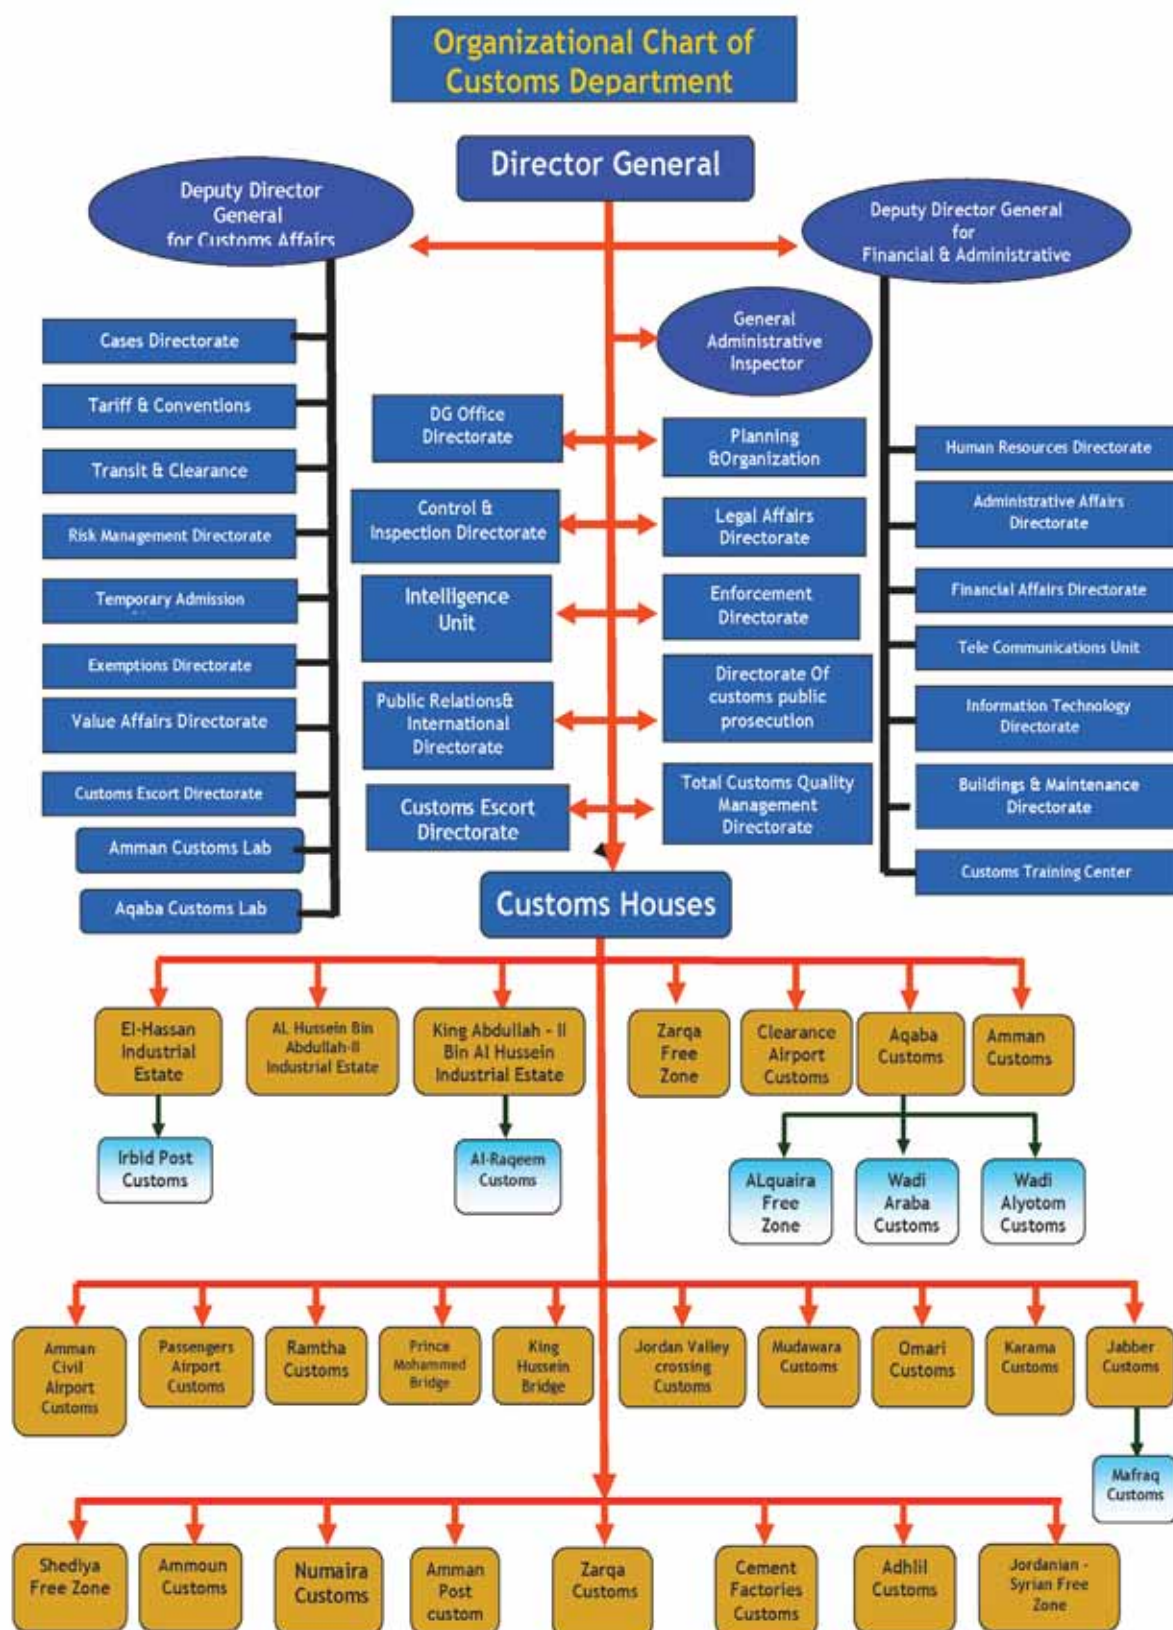 Organizational Chart of
Customs Department
Director General
Deputy Director
General
for Customs Affairs
Deputy Director General
for
Financial & Administrative
General
Administrative
Inspector
Cases Directorate
Tariff & Conventions
Transit & Clearance
Risk Management Directorate
Temporary Admission
Exemptions Directorate
Value Affairs Directorate
Customs Escort Directorate
Amman Customs Lab
Aqaba Customs Lab
DG Office
Directorate
Control &
Inspection Directorate
Intelligence
Unit
Public Relations&
International
Directorate
Customs Escort
Directorate
Planning
&Organization
Legal Affairs
Directorate
Enforcement
Directorate
Directorate Of
customs public
prosecution
Total Customs Quality
Management
Directorate
Human Resources Directorate
Administrative Affairs
Directorate
Financial Affairs Directorate
Tele Communications Unit
Information Technology
Directorate
Buildings & Maintenance
Directorate
Customs Training Center
Customs Houses
El-Hassan
Industrial
Estate
AL Hussein Bin
Abdullah-II
Industrial Estate
King Abdullah - II
Bin Al Hussein
Industrial Estate
Zarqa
Free
Zone
Clearance
Airport
Customs
Aqaba
Customs
Amman
Customs
Irbid Post
Customs
Al-Raqeem
Customs
ALquaira
Free
Zone
Wadi
Araba
Customs
Wadi
Alyotom
Customs
Amman
Civil
Airport
Customs
Passengers
Airport
Customs
Ramtha
Customs
Prince
Mohammed
Bridge
King
Hussein
Bridge
Jordan Valley
crossing
Customs
Mudawara
Customs
Omari
Customs
Karama
Customs
Jabber
Customs
Mafraq
Customs
Shediya
Free Zone
Ammoun
Customs
Numaira
Customs
Amman
Post
custom
Zarqa
Customs
Cement
Factories
Customs
Adhlil
Customs
Jordanian -
Syrian Free
Zone